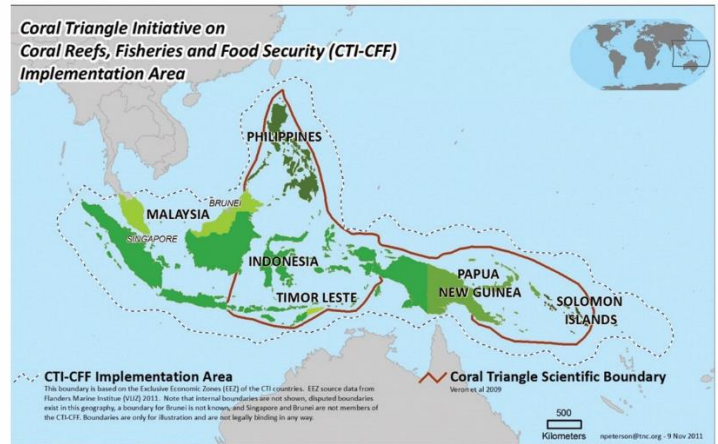 Coral Triangle Initiative on
Coral Reefs, Fisheries and Food Security (CTI-CFF)
Implementation Area
PHILIPPINES
BRUNEI
MALAYSIA
SINGAPORE
INDONESIA
PAPUA
NEW GUINEA
TIMOR LESTE
SOLOMON
ISLANDS
CTI-CFF Implementation Area
This boundary is based on the Exclusive Economic Zones (EEZ) of the CTI countries. EEZ source data from
Flanders Marine Institue (VLIZ) 2011. Note that internal boundaries are not shown, disputed boundaries
exist in this geography, a boundary for Brunei is not known, and Singapore and Brunei are not members of
the CTI-CFF. Boundaries are only for illustration and are not legally binding in any way.
Coral Triangle Scientific Boundary
Veron et al 2009
500
Kilometers
npeterson@tnc.org - 9 Nov 2011